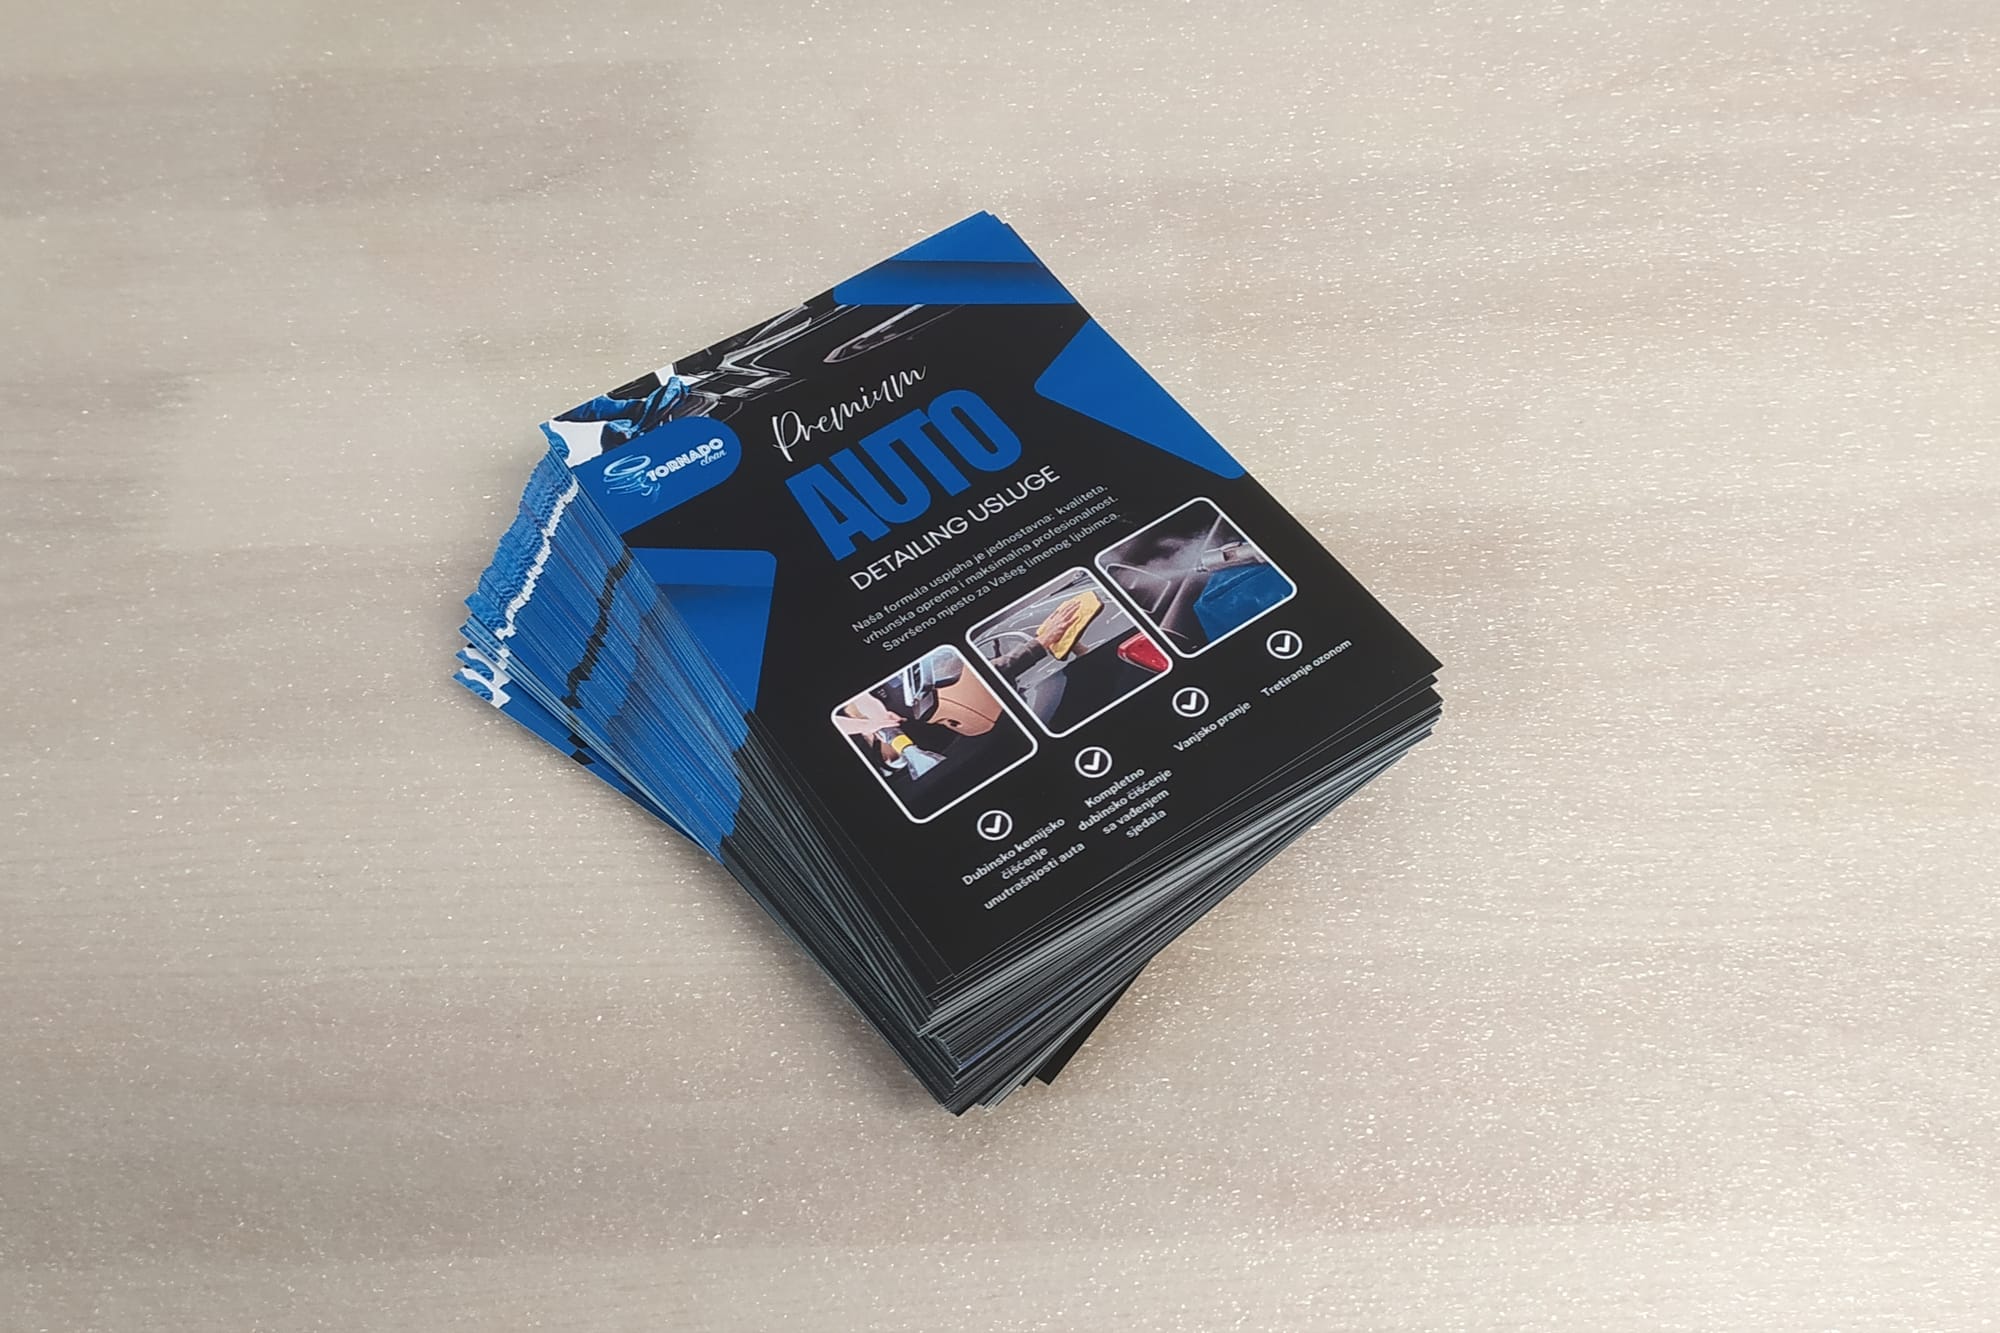 TORNADO
clean
Premium
AUTO
DETAILING USLUGE
Naša formula uspjeha je jednostavna: kvaliteta,
vrhunska oprema i maksimalna profesionalnost.
Savršeno mjesto za Vašeg limenog ljubimca.
Dubinsko kemijsko
čišćenje
unutrašnjosti auta
Kompletno
dubinsko čišćenje
sa vađenjem
sjedala
Vanjsko pranje
Tretiranje ozonom